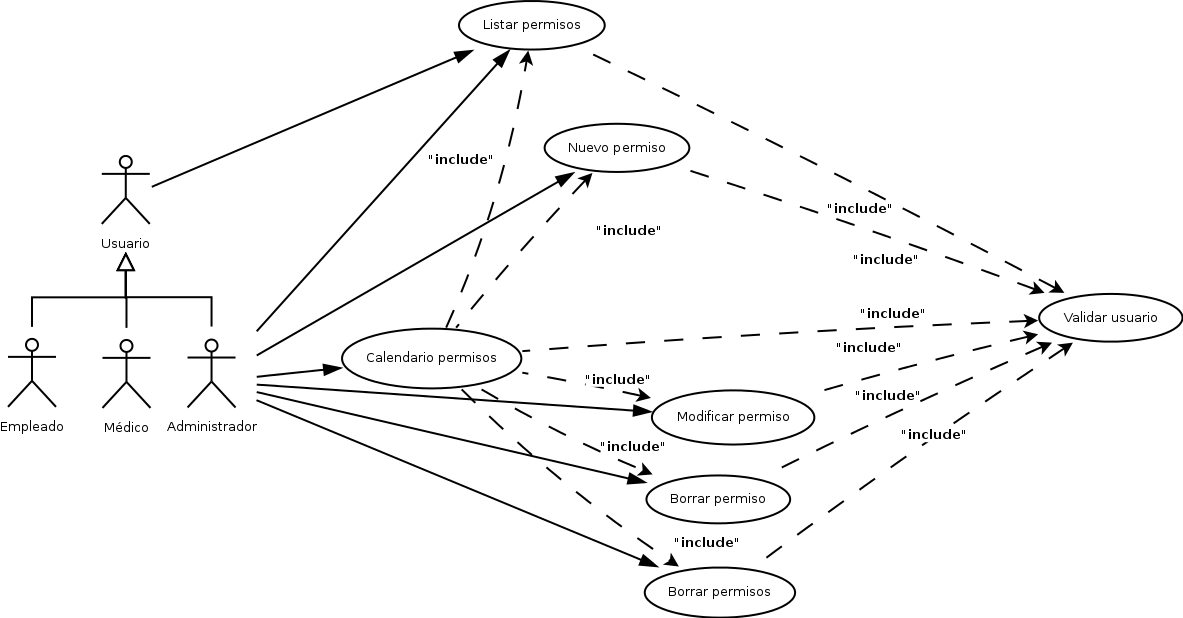 Listar permisos
Nuevo permiso
"include"
"include"
"include"
Usuario
"include"
"include"
Validar usuario
"include"
Calendario permisos
"include"
"include"
Modificar permiso
Empleado
Médico
Administrador
"include"
"include"
Borrar permiso
"include"
Borrar permisos